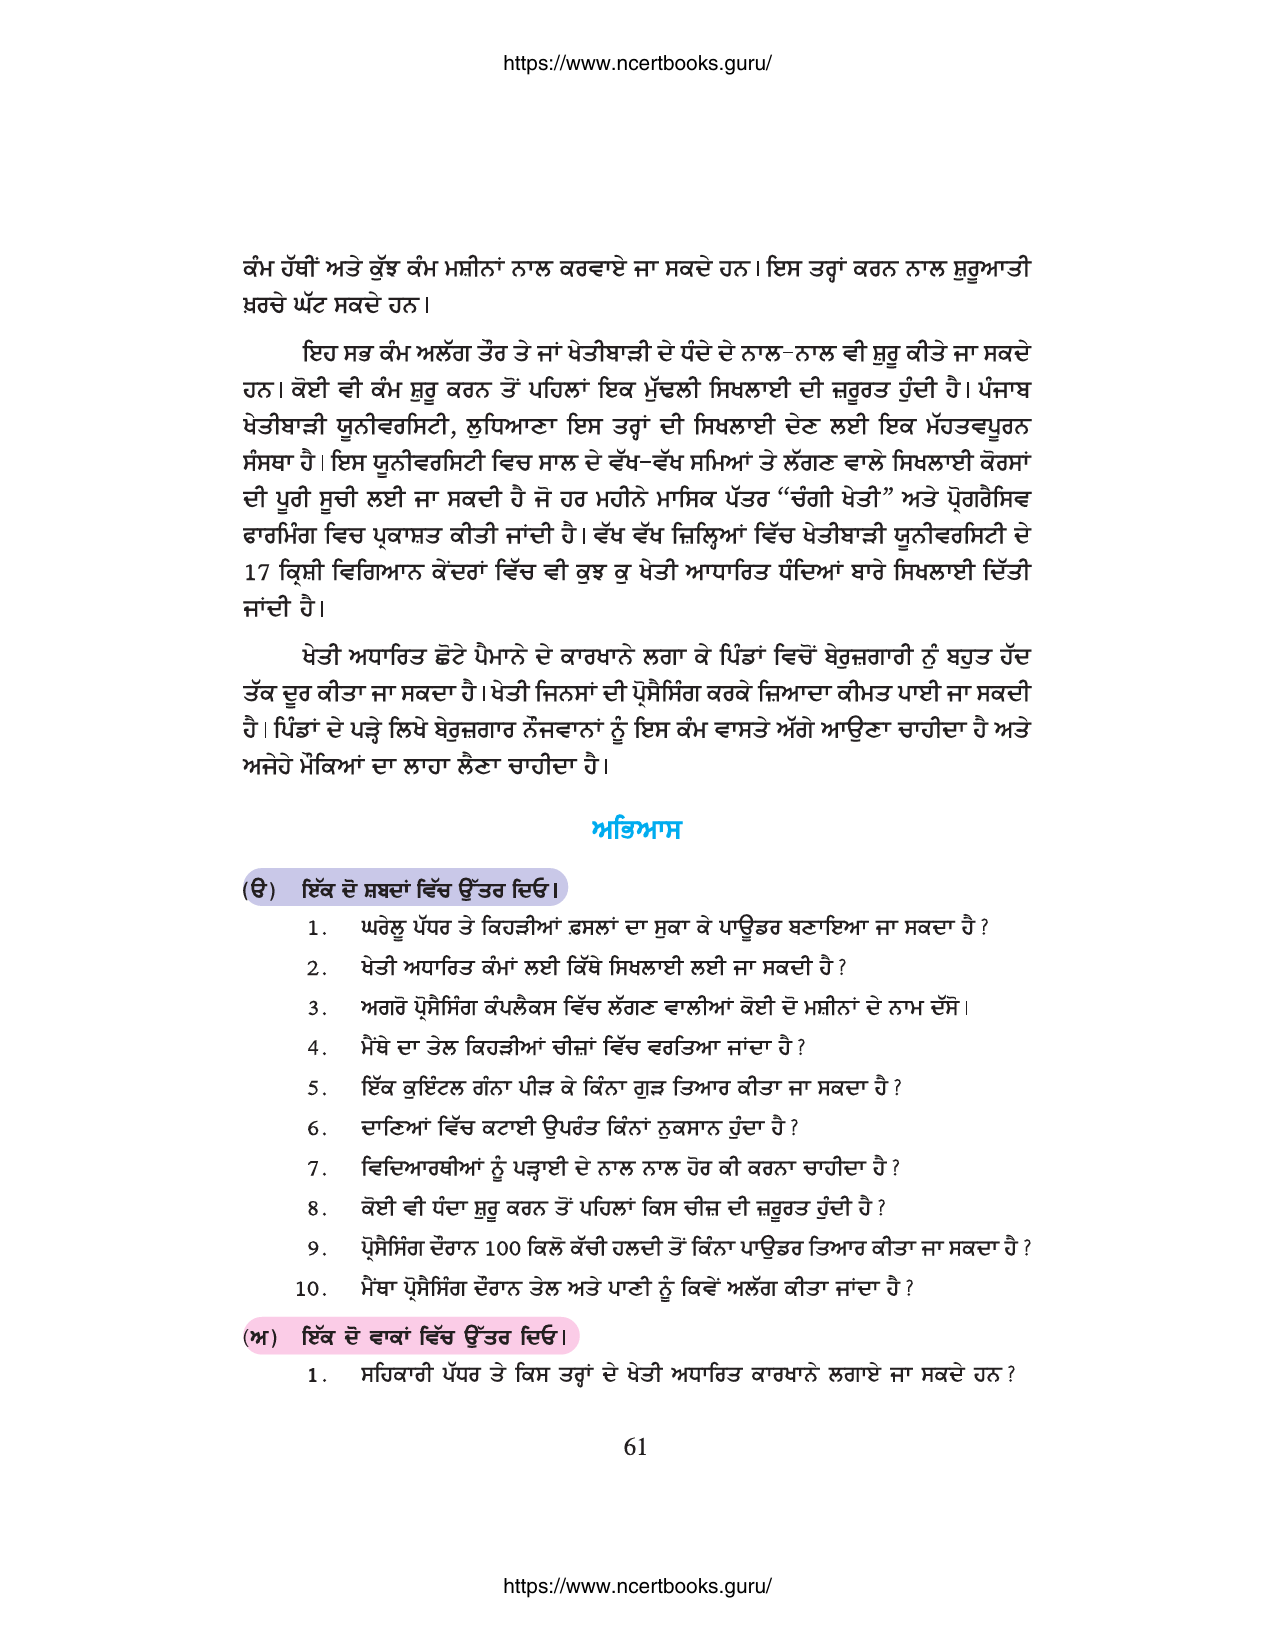 https://www.ncertbooks.guru/
ਕੰਮ ਹੱਥੀਂ ਅਤੇ ਕੁੱਝ ਕੰਮ ਮਸ਼ੀਨਾਂ ਨਾਲ ਕਰਵਾਏ ਜਾ ਸਕਦੇ ਹਨ। ਇਸ ਤਰ੍ਹਾਂ ਕਰਨ ਨਾਲ ਸ਼ੁਰੂਆਤੀ
ਖ਼ਰਚੇ ਘੱਟ ਸਕਦੇ ਹਨ।
ਇਹ ਸਭ ਕੰਮ ਅਲੱਗ ਤੌਰ ਤੇ ਜਾਂ ਖੇਤੀਬਾੜੀ ਦੇ ਧੰਦੇ ਦੇ ਨਾਲ-ਨਾਲ ਵੀ ਸ਼ੁਰੂ ਕੀਤੇ ਜਾ ਸਕਦੇ
ਹਨ। ਕੋਈ ਵੀ ਕੰਮ ਸ਼ੁਰੂ ਕਰਨ ਤੋਂ ਪਹਿਲਾਂ ਇਕ ਮੁੱਢਲੀ ਸਿਖਲਾਈ ਦੀ ਜ਼ਰੂਰਤ ਹੁੰਦੀ ਹੈ। ਪੰਜਾਬ
ਖੇਤੀਬਾੜੀ ਯੂਨੀਵਰਸਿਟੀ, ਲੁਧਿਆਣਾ ਇਸ ਤਰ੍ਹਾਂ ਦੀ ਸਿਖਲਾਈ ਦੇਣ ਲਈ ਇਕ ਮੱਹਤਵਪੂਰਨ
ਸੰਸਥਾ ਹੈ। ਇਸ ਯੂਨੀਵਰਸਿਟੀ ਵਿਚ ਸਾਲ ਦੇ ਵੱਖ-ਵੱਖ ਸਮਿਆਂ ਤੇ ਲੱਗਣ ਵਾਲੇ ਸਿਖਲਾਈ ਕੋਰਸਾਂ
ਦੀ ਪੂਰੀ ਸੂਚੀ ਲਈ ਜਾ ਸਕਦੀ ਹੈ ਜੋ ਹਰ ਮਹੀਨੇ ਮਾਸਿਕ ਪੱਤਰ “ਚੰਗੀ ਖੇਤੀ” ਅਤੇ ਪ੍ਰੋਗਰੈਸਿਵ
ਫਾਰਮਿੰਗ ਵਿਚ ਪ੍ਰਕਾਸ਼ਤ ਕੀਤੀ ਜਾਂਦੀ ਹੈ। ਵੱਖ ਵੱਖ ਜ਼ਿਲ੍ਹਿਆਂ ਵਿੱਚ ਖੇਤੀਬਾੜੀ ਯੂਨੀਵਰਸਿਟੀ ਦੇ
17 ਕ੍ਰਿਸ਼ੀ ਵਿਗਿਆਨ ਕੇਂਦਰਾਂ ਵਿੱਚ ਵੀ ਕੁਝ ਕੁ ਖੇਤੀ ਆਧਾਰਿਤ ਧੰਦਿਆਂ ਬਾਰੇ ਸਿਖਲਾਈ ਦਿੱਤੀ
ਜਾਂਦੀ ਹੈ।
ਖੇਤੀ ਅਧਾਰਿਤ ਛੋਟੇ ਪੈਮਾਨੇ ਦੇ ਕਾਰਖਾਨੇ ਲਗਾ ਕੇ ਪਿੰਡਾਂ ਵਿਚੋਂ ਬੇਰੁਜ਼ਗਾਰੀ ਨੂੰ ਬਹੁਤ ਹੱਦ
ਤੱਕ ਦੂਰ ਕੀਤਾ ਜਾ ਸਕਦਾ ਹੈ। ਖੇਤੀ ਜਿਨਸਾਂ ਦੀ ਪ੍ਰੋਸੈਸਿੰਗ ਕਰਕੇ ਜ਼ਿਆਦਾ ਕੀਮਤ ਪਾਈ ਜਾ ਸਕਦੀ
ਹੈ। ਪਿੰਡਾਂ ਦੇ ਪੜ੍ਹੇ ਲਿਖੇ ਬੇਰੁਜ਼ਗਾਰ ਨੌਜਵਾਨਾਂ ਨੂੰ ਇਸ ਕੰਮ ਵਾਸਤੇ ਅੱਗੇ ਆਉਣਾ ਚਾਹੀਦਾ ਹੈ ਅਤੇ
ਅਜੇਹੇ ਮੌਕਿਆਂ ਦਾ ਲਾਹਾ ਲੈਣਾ ਚਾਹੀਦਾ ਹੈ।
ਅਭਿਆਸ
(ੳ) ਇੱਕ ਦੋ ਸ਼ਬਦਾਂ ਵਿੱਚ ਉੱਤਰ ਦਿਓ।
1. ਘਰੇਲੂ ਪੱਧਰ ਤੇ ਕਿਹੜੀਆਂ ਫ਼ਸਲਾਂ ਦਾ ਸੁਕਾ ਕੇ ਪਾਊਡਰ ਬਣਾਇਆ ਜਾ ਸਕਦਾ ਹੈ ?
2. ਖੇਤੀ ਅਧਾਰਿਤ ਕੰਮਾਂ ਲਈ ਕਿੱਥੇ ਸਿਖਲਾਈ ਲਈ ਜਾ ਸਕਦੀ ਹੈ ?
3. ਅਗਰੋ ਪ੍ਰੋਸੈਸਿੰਗ ਕੰਪਲੈਕਸ ਵਿੱਚ ਲੱਗਣ ਵਾਲੀਆਂ ਕੋਈ ਦੋ ਮਸ਼ੀਨਾਂ ਦੇ ਨਾਮ ਦੱਸੋ।
4. ਮੈਂਥੇ ਦਾ ਤੇਲ ਕਿਹੜੀਆਂ ਚੀਜ਼ਾਂ ਵਿੱਚ ਵਰਤਿਆ ਜਾਂਦਾ ਹੈ ?
5. ਇੱਕ ਕੁਇੰਟਲ ਗੰਨਾ ਪੀੜ ਕੇ ਕਿੰਨਾ ਗੁੜ ਤਿਆਰ ਕੀਤਾ ਜਾ ਸਕਦਾ ਹੈ ?
6. ਦਾਣਿਆਂ ਵਿੱਚ ਕਟਾਈ ਉਪਰੰਤ ਕਿੰਨਾਂ ਨੁਕਸਾਨ ਹੁੰਦਾ ਹੈ ?
7. ਵਿਦਿਆਰਥੀਆਂ ਨੂੰ ਪੜ੍ਹਾਈ ਦੇ ਨਾਲ ਨਾਲ ਹੋਰ ਕੀ ਕਰਨਾ ਚਾਹੀਦਾ ਹੈ ?
8. ਕੋਈ ਵੀ ਧੰਦਾ ਸ਼ੁਰੂ ਕਰਨ ਤੋਂ ਪਹਿਲਾਂ ਕਿਸ ਚੀਜ਼ ਦੀ ਜ਼ਰੂਰਤ ਹੁੰਦੀ ਹੈ ?
9. ਪ੍ਰੋਸੈਸਿੰਗ ਦੌਰਾਨ 100 ਕਿਲੋ ਕੱਚੀ ਹਲਦੀ ਤੋਂ ਕਿੰਨਾ ਪਾਊਡਰ ਤਿਆਰ ਕੀਤਾ ਜਾ ਸਕਦਾ ਹੈ ?
10. ਮੈਂਥਾ ਪ੍ਰੋਸੈਸਿੰਗ ਦੌਰਾਨ ਤੇਲ ਅਤੇ ਪਾਣੀ ਨੂੰ ਕਿਵੇਂ ਅਲੱਗ ਕੀਤਾ ਜਾਂਦਾ ਹੈ ?
(ਅ) ਇੱਕ ਦੋ ਵਾਕਾਂ ਵਿੱਚ ਉੱਤਰ ਦਿਓ।
1. ਸਹਿਕਾਰੀ ਪੱਧਰ ਤੇ ਕਿਸ ਤਰ੍ਹਾਂ ਦੇ ਖੇਤੀ ਅਧਾਰਿਤ ਕਾਰਖਾਨੇ ਲਗਾਏ ਜਾ ਸਕਦੇ ਹਨ ?
61
https://www.ncertbooks.guru/